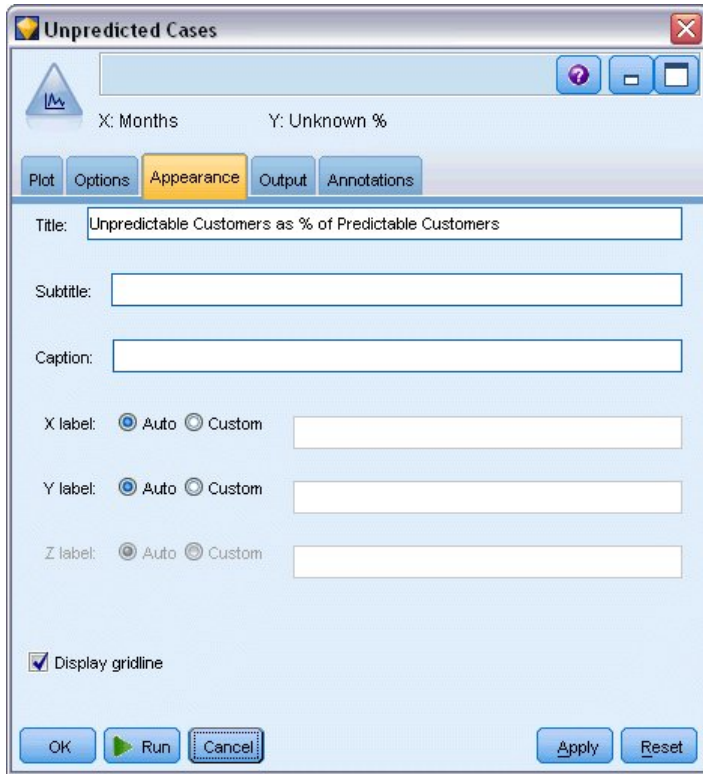 Unpredicted Cases
X: Months Y: Unknown %
Plot Options Appearance Output Annotations
Title: Unpredictable Customers as % of Predictable Customers
Subtitle:
Caption:
X label: Auto Custom
Y label: Auto Custom
Z label: Auto Custom
Display gridline
OK Run Cancel Apply Reset